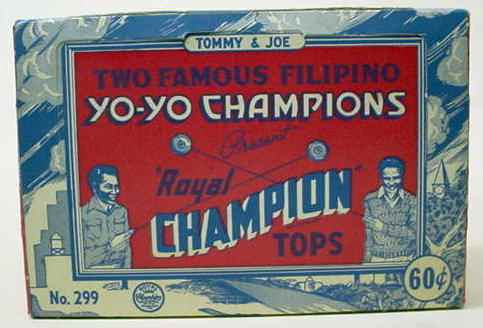 TOMMY & JOE
TWO FAMOUS FILIPINO
YO-YO CHAMPIONS
Present
"Royal
CHAMPION"
TOPS
No. 299
60¢